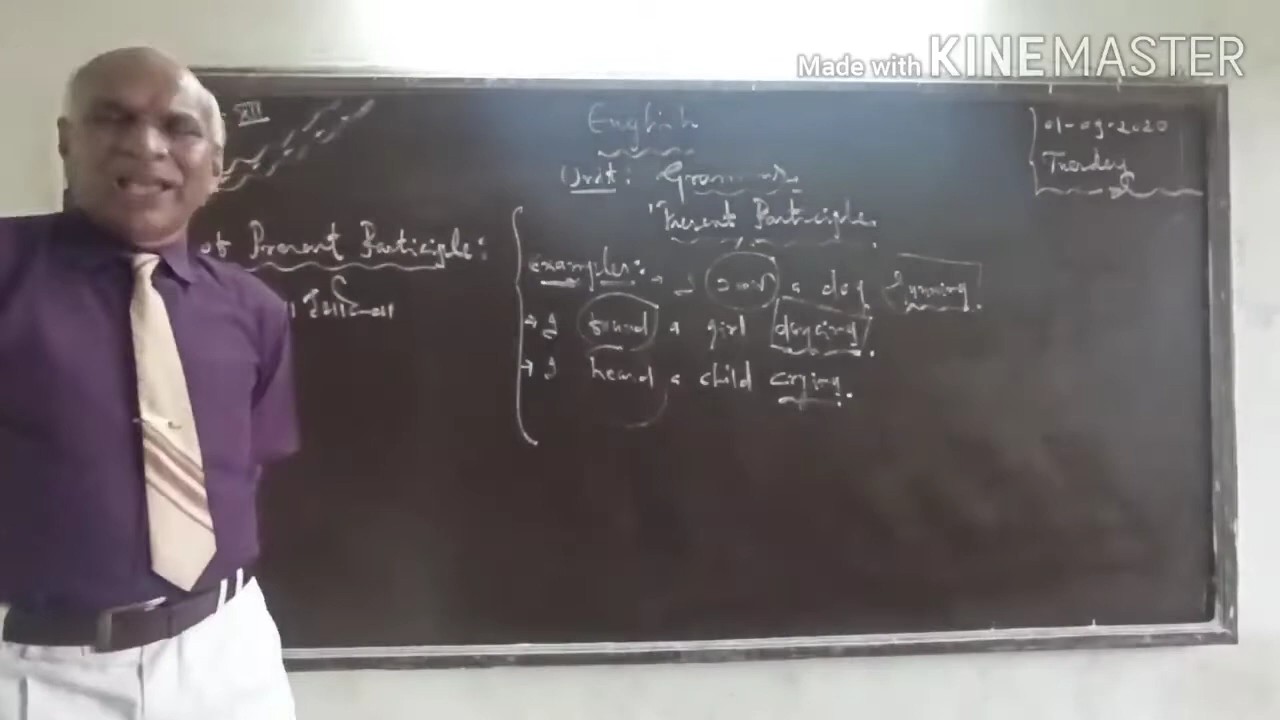 Made with KINEMASTER
XII
English
01-09-2020
Unit: Grammar
Tuesday
Present Participle.
of Present Participle:
Examples:→ I saw a dog running.
→ I found a girl dancing.
→ I heard a child crying.